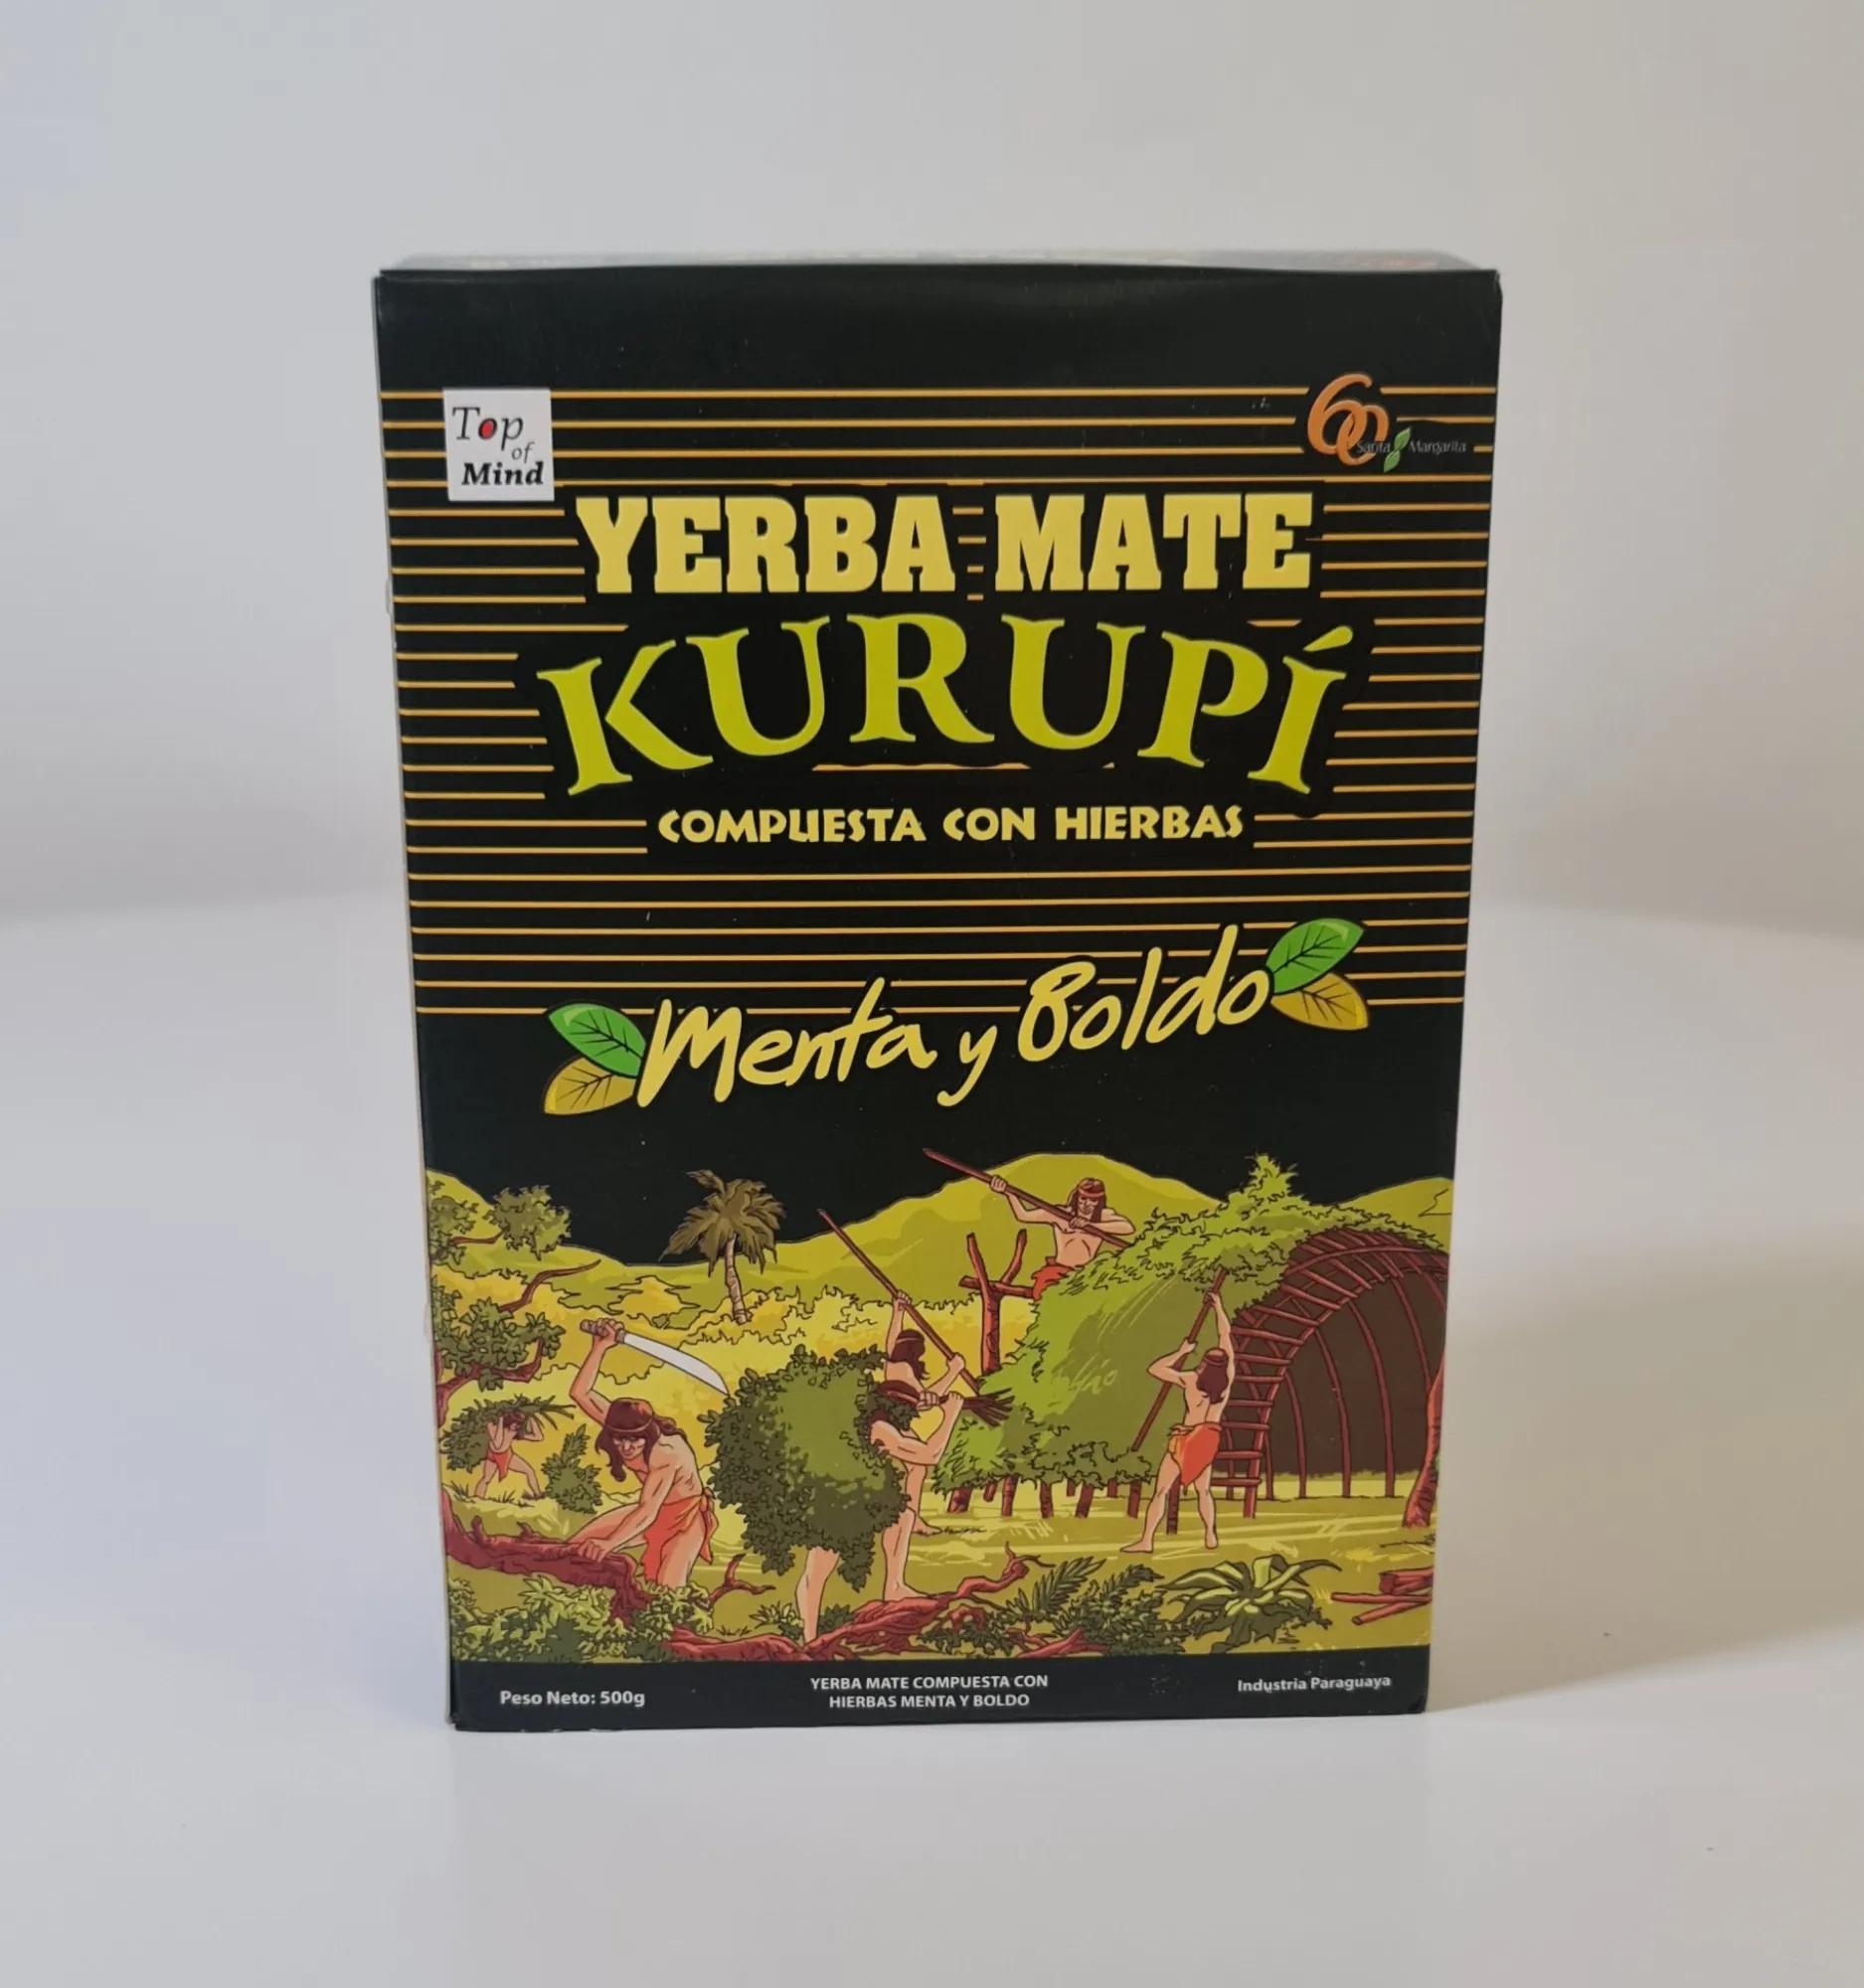 Top
of
Mind
60
Santa Margarita
YERBA MATE
KURUPÍ
COMPUESTA CON HIERBAS
Menta y Boldo
Peso Neto: 500g
YERBA MATE COMPUESTA CON
HIERBAS MENTA Y BOLDO
Industria Paraguaya